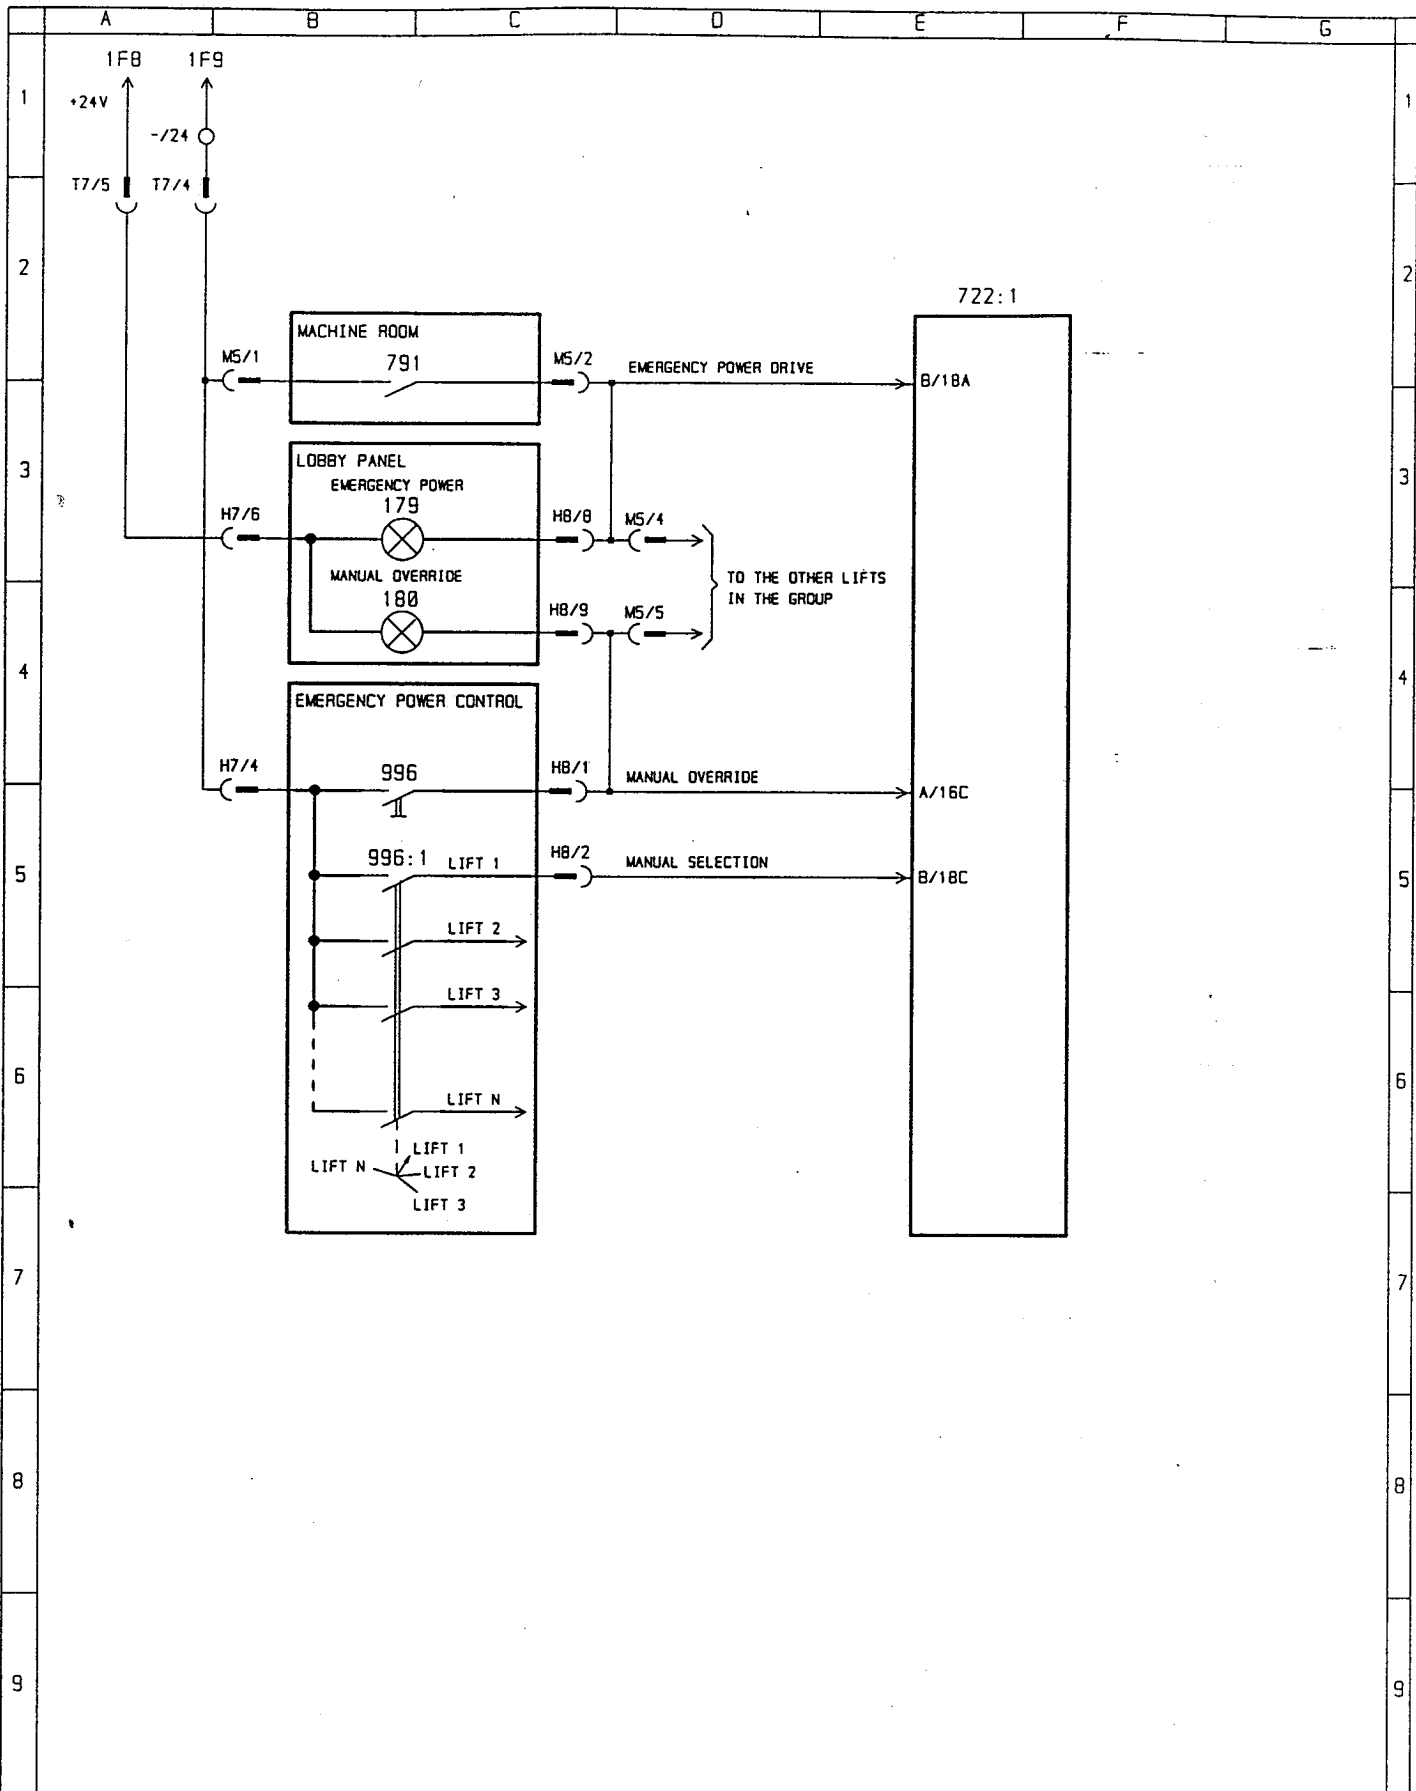 A B C D E F G
1F8 1F9
1 +24V 1
-/24
T7/5 T7/4
2 2
722:1
MACHINE ROOM
M5/1 791 M5/2 EMERGENCY POWER DRIVE
B/18A
LOBBY PANEL
3 3
EMERGENCY POWER
179
H7/6 H8/8 M5/4
MANUAL OVERRIDE TO THE OTHER LIFTS
180 IN THE GROUP
H8/9 M5/5
4 4
EMERGENCY POWER CONTROL
H7/4 996 H8/1 MANUAL OVERRIDE
A/16C
996:1 LIFT 1 H8/2 MANUAL SELECTION
5 B/18C 5
LIFT 2
LIFT 3
6 6
LIFT N
LIFT 1
LIFT N LIFT 2
LIFT 3
7 7
8 8
9 9